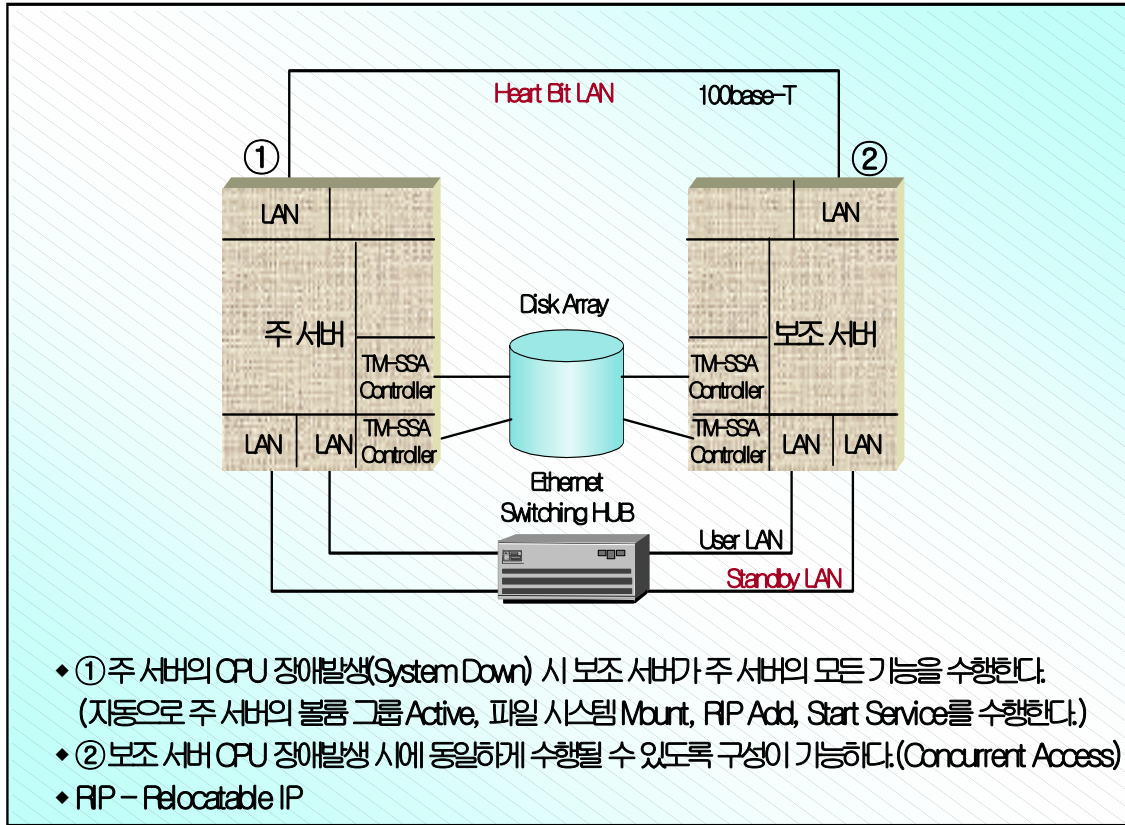 Heart Bit LAN 100base-T
① ②
LAN LAN
Disk Array
주 서버 보조 서버
TM-SSA TM-SSA
Controller Controller
LAN LAN TM-SSA TM-SSA LAN LAN
Controller Controller
Ethernet
Switching HUB
User LAN
Standby LAN
◆ ① 주 서버의 CPU 장애발생(System Down) 시 보조 서버가 주 서버의 모든 기능을 수행한다.
(자동으로 주 서버의 볼륨 그룹 Active, 파일 시스템 Mount, RIP Add, Start Service를 수행한다.)
◆ ② 보조 서버 CPU 장애발생 시에 동일하게 수행될 수 있도록 구성이 가능하다.(Concurrent Access)
◆ RIP – Relocatable IP